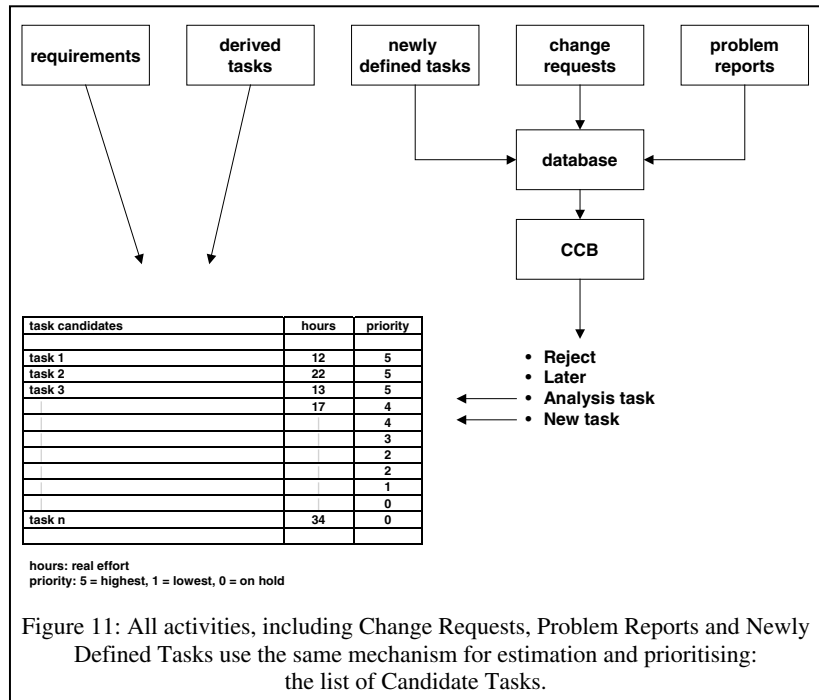 requirements
derived
tasks
newly
defined tasks
change
requests
problem
reports
database
CCB
• Reject
• Later
• Analysis task
• New task
task candidates hours priority
task 1 12 5
task 2 22 5
task 3 13 5
17 4
4
3
2
2
1
0
task n 34 0
hours: real effort
priority: 5 = highest, 1 = lowest, 0 = on hold
Figure 11: All activities, including Change Requests, Problem Reports and Newly
Defined Tasks use the same mechanism for estimation and prioritising:
the list of Candidate Tasks.